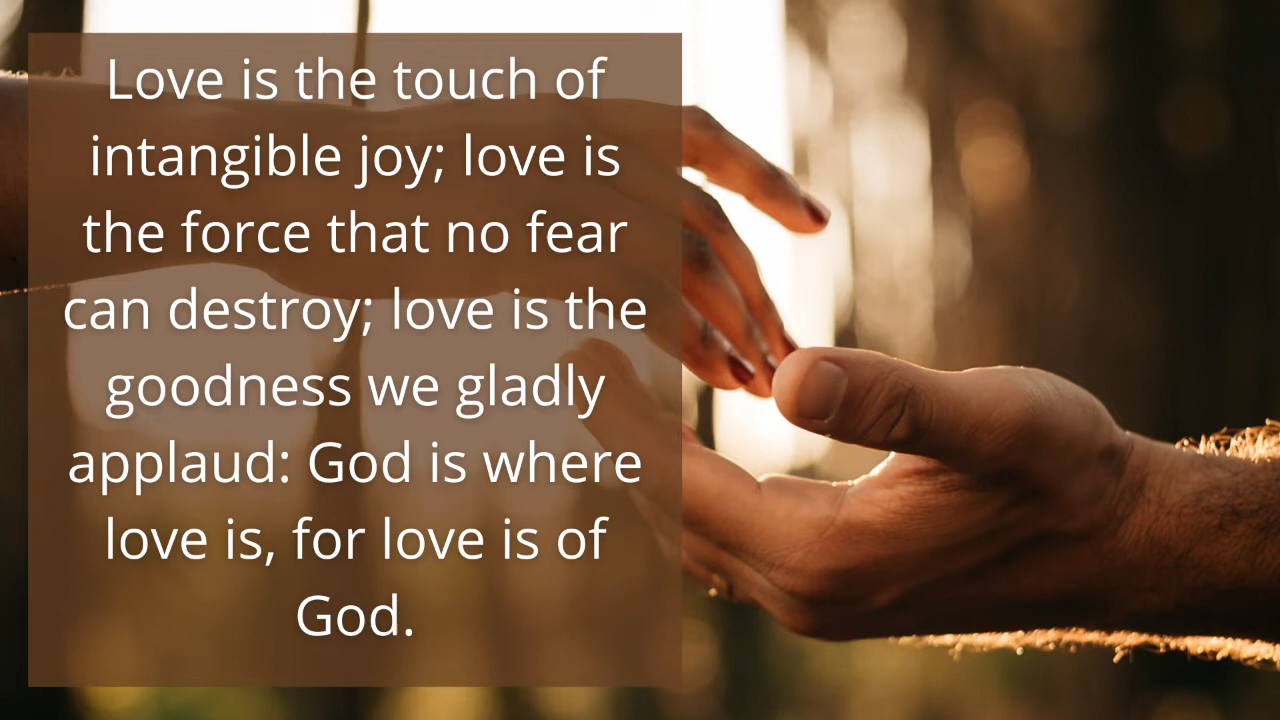 Love is the touch of
intangible joy; love is
the force that no fear
can destroy; love is the
goodness we gladly
applaud: God is where
love is, for love is of
God.